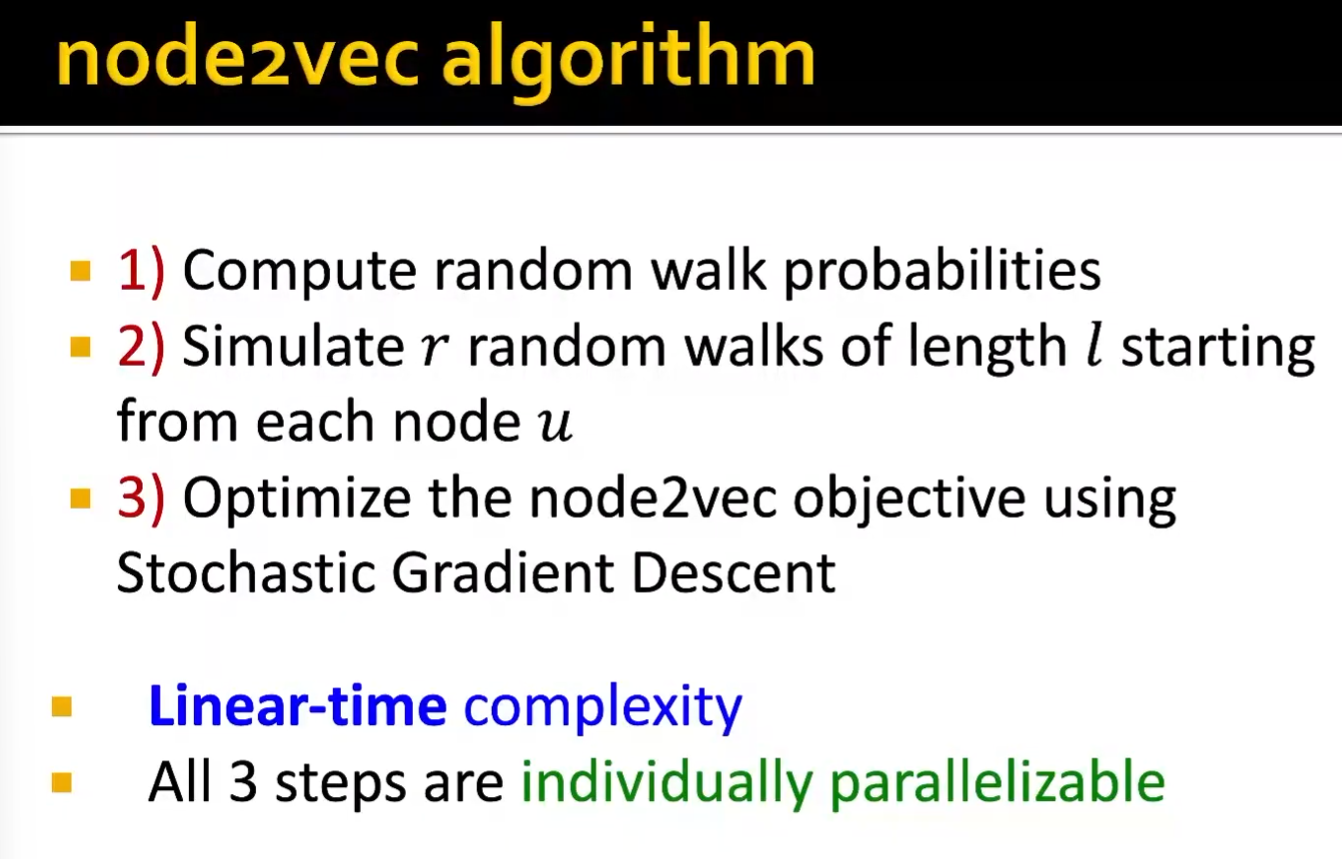 node2vec algorithm
1) Compute random walk probabilities
2) Simulate r random walks of length l starting
from each node u
3) Optimize the node2vec objective using
Stochastic Gradient Descent
Linear-time complexity
All 3 steps are individually parallelizable